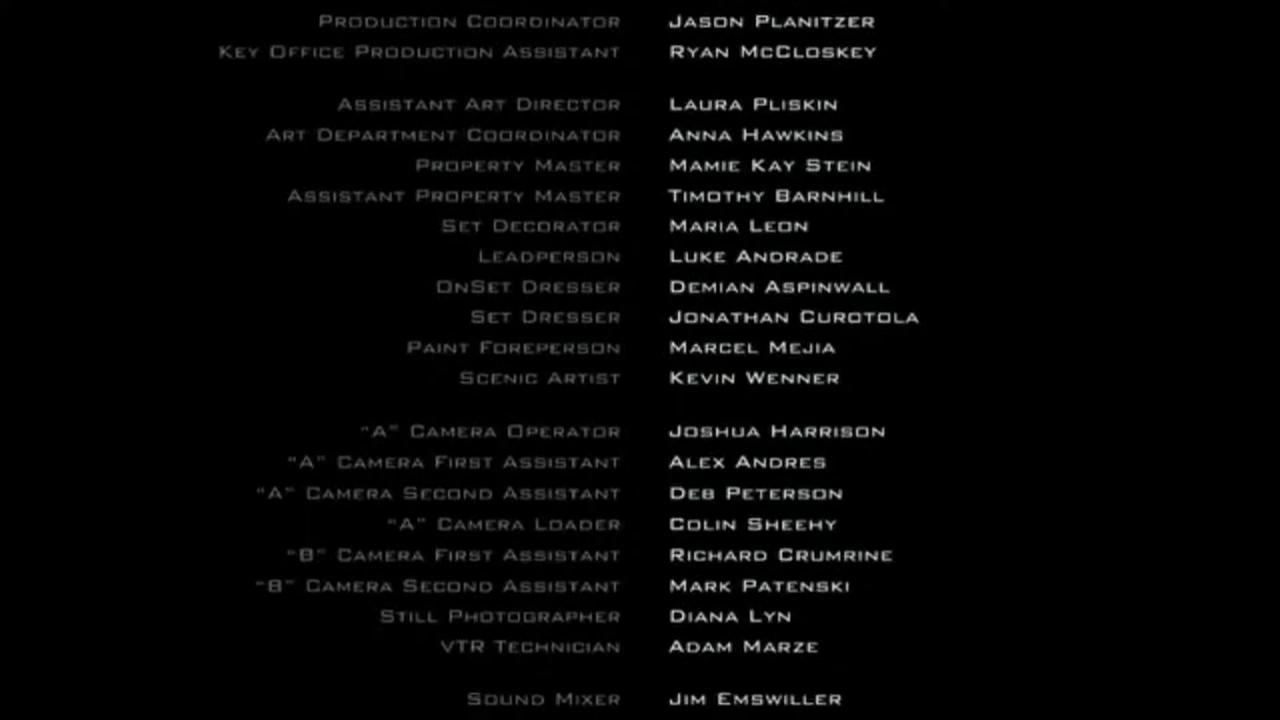 Production Coordinator Jason Planitzer
Key Office Production Assistant Ryan McCloskey
Assistant Art Director Laura Pliskin
Art Department Coordinator Anna Hawkins
Property Master Mamie Kay Stein
Assistant Property Master Timothy Barnhill
Set Decorator Maria Leon
Leadperson Luke Andrade
OnSet Dresser Demian Aspinwall
Set Dresser Jonathan Curotola
Paint Foreperson Marcel Mejia
Scenic Artist Kevin Wenner
"A" Camera Operator Joshua Harrison
"A" Camera First Assistant Alex Andres
"A" Camera Second Assistant Deb Peterson
"A" Camera Loader Colin Sheehy
"B" Camera First Assistant Richard Crumrine
"B" Camera Second Assistant Mark Patenski
Still Photographer Diana Lyn
VTR Technician Adam Marze
Sound Mixer Jim Emswiller